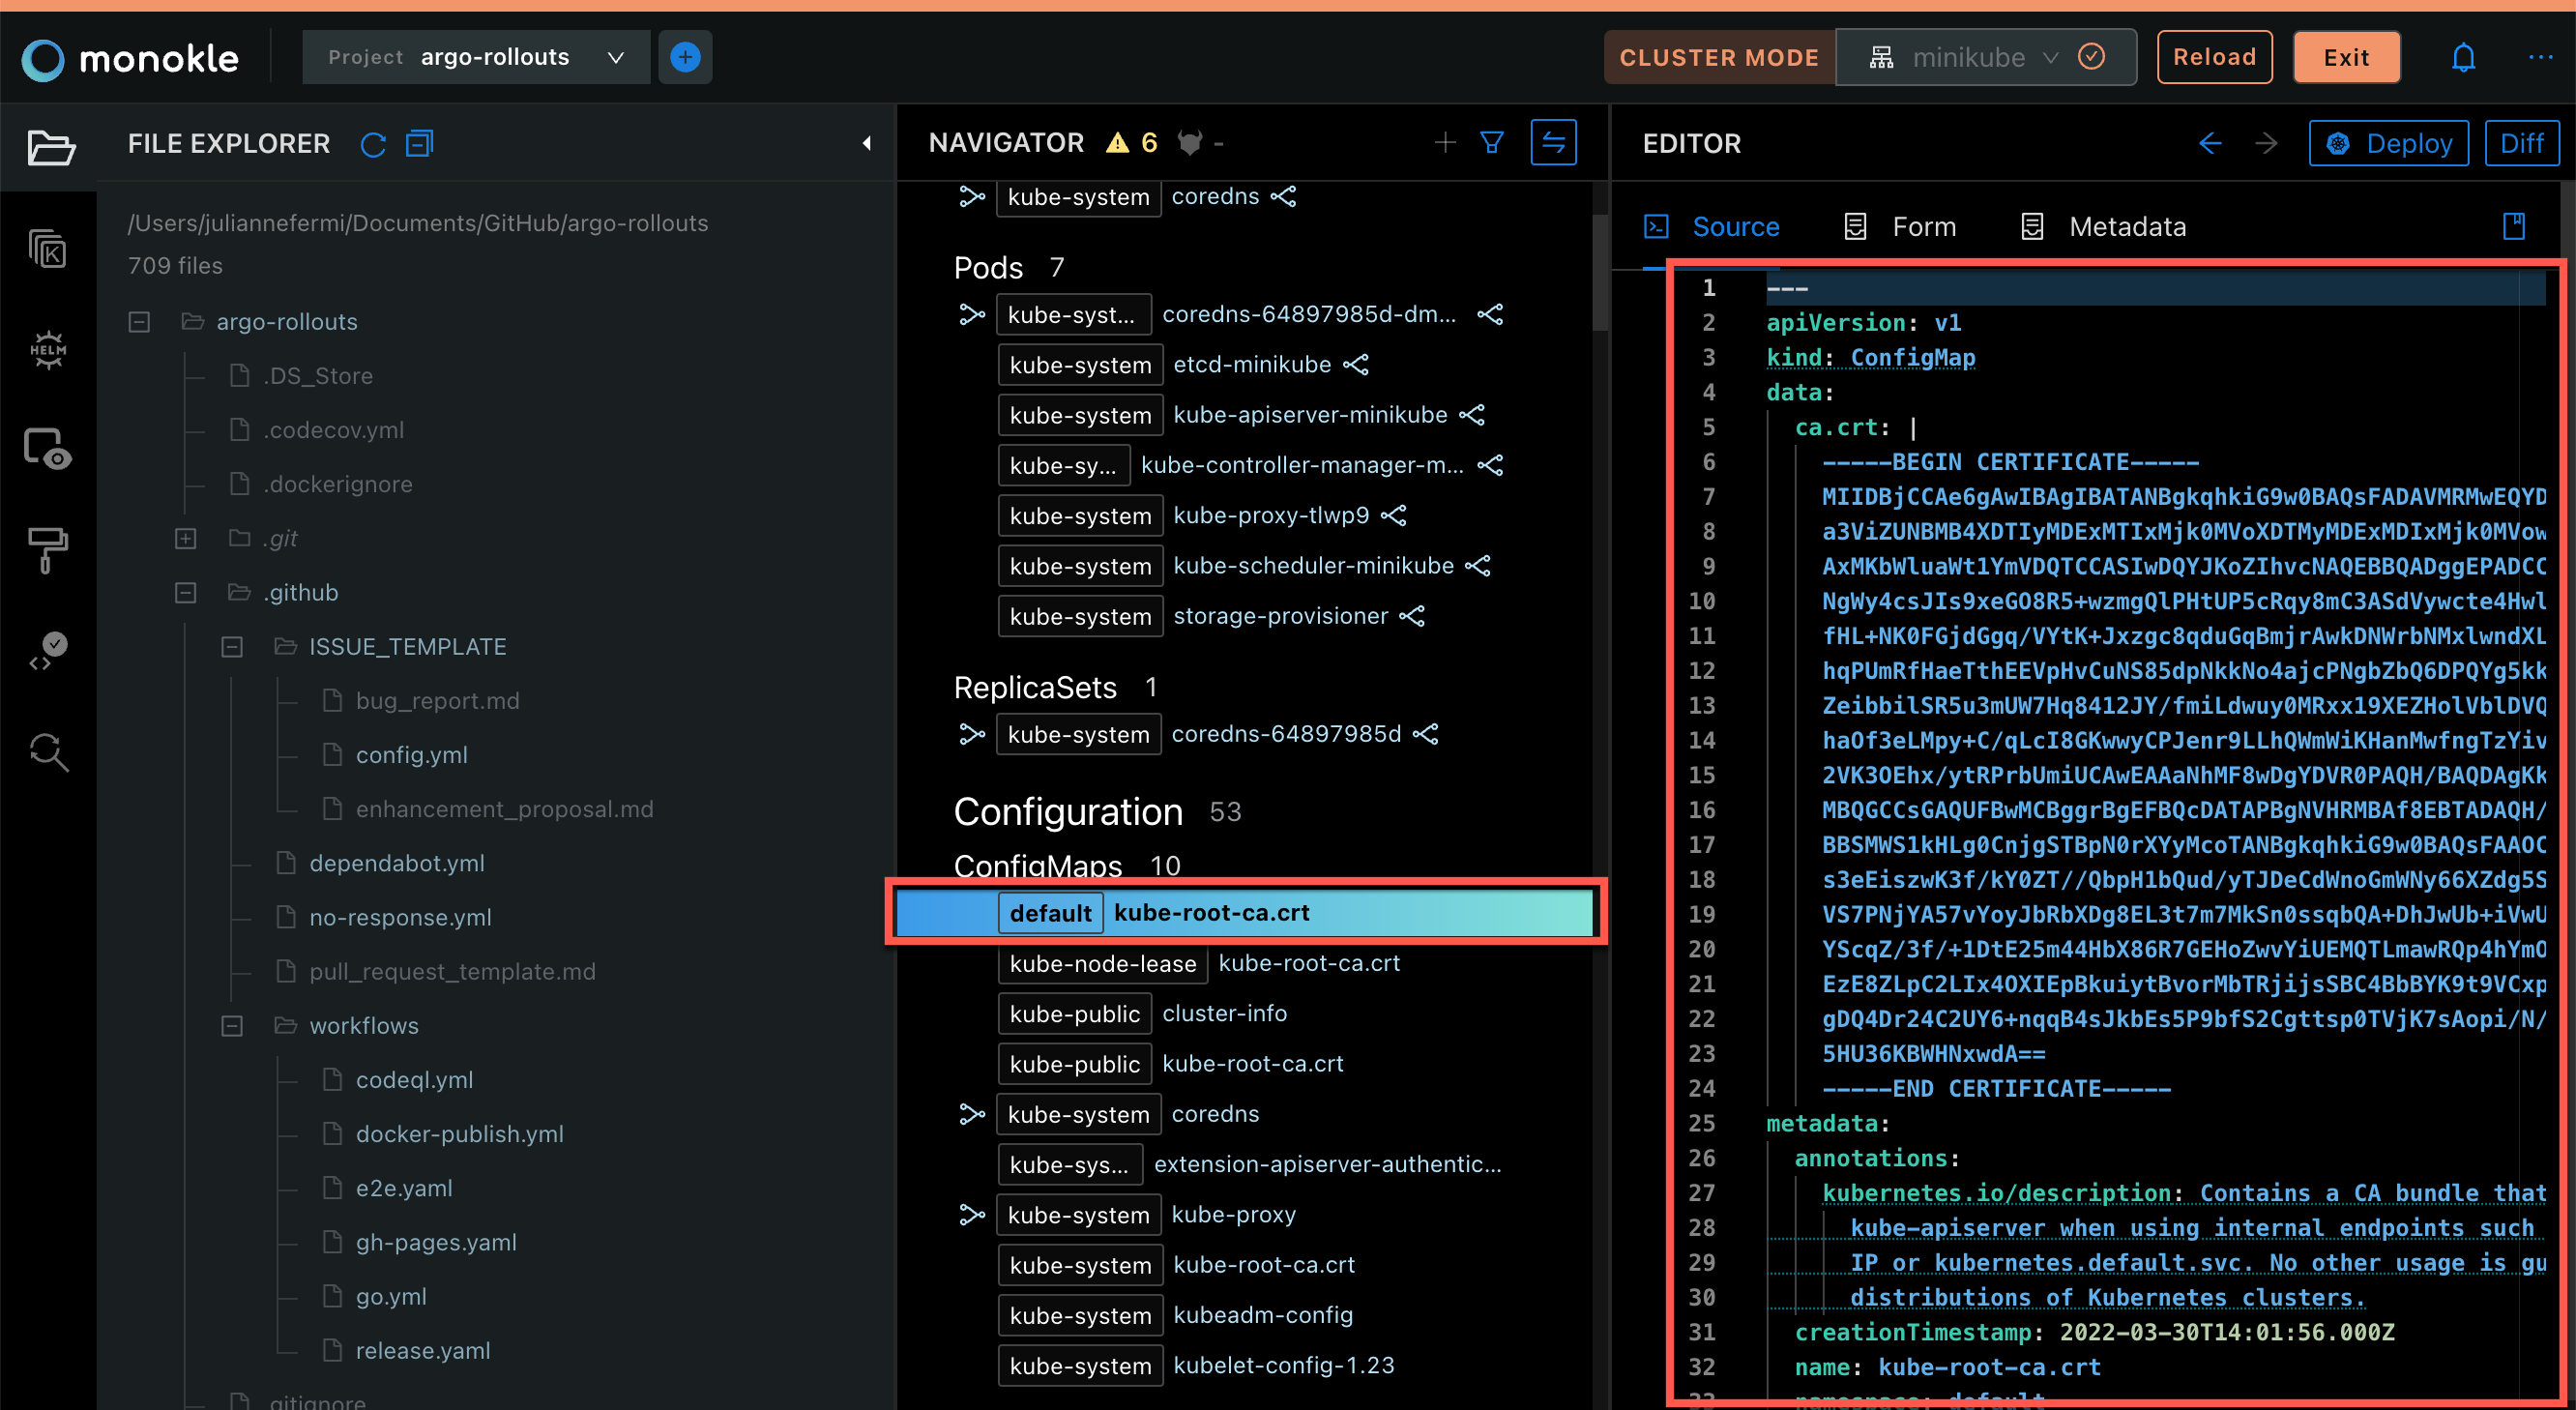 monokle
Project argo-rollouts
CLUSTER MODE
minikube
Reload
Exit
FILE EXPLORER
/Users/juliannefermi/Documents/GitHub/argo-rollouts
709 files
argo-rollouts
.DS_Store
.codecov.yml
.dockerignore
.git
.github
ISSUE_TEMPLATE
bug_report.md
config.yml
enhancement_proposal.md
dependabot.yml
no-response.yml
pull_request_template.md
workflows
codeql.yml
docker-publish.yml
e2e.yaml
gh-pages.yaml
go.yml
release.yaml
.gitignore
K
HELM
NAVIGATOR 6 -
kube-system coredns
Pods 7
kube-syst... coredns-64897985d-dm...
kube-system etcd-minikube
kube-system kube-apiserver-minikube
kube-sy... kube-controller-manager-m...
kube-system kube-proxy-tlwp9
kube-system kube-scheduler-minikube
kube-system storage-provisioner
ReplicaSets 1
kube-system coredns-64897985d
Configuration 53
ConfigMaps 10
default kube-root-ca.crt
kube-node-lease kube-root-ca.crt
kube-public cluster-info
kube-public kube-root-ca.crt
kube-system coredns
kube-sys... extension-apiserver-authentic...
kube-system kube-proxy
kube-system kube-root-ca.crt
kube-system kubeadm-config
kube-system kubelet-config-1.23
EDITOR
Deploy
Diff
Source
Form
Metadata
1 ---
2 apiVersion: v1
3 kind: ConfigMap
4 data:
5 ca.crt: |
6 -----BEGIN CERTIFICATE-----
7 MIIDBjCCAe6gAwIBAgIBATANBgkqhkiG9w0BAQsFADAVMRMwEQYD
8 a3ViZUNBMB4XDTIyMDExMTIxMjk0MVoXDTMyMDExMDIxMjk0MVow
9 AxMKbWluaWt1YmVDQTCCASIwDQYJKoZIhvcNAQEBBQADggEPADCC
10 NgWy4csJIs9xeGO8R5+wzmgQlPHtUP5cRqy8mC3ASdVywcte4Hwl
11 fHL+NK0FGjdGgq/VYtK+Jxzgc8qduGqBmjrAwkDNWrbNMxlwndXL
12 hqPUmRfHaeTthEEVpHvCuNS85dpNkkNo4ajcPNgbZbQ6DPQYg5kk
13 ZeibbilSR5u3mUW7Hq8412JY/fmiLdwuy0MRxx19XEZHolVblDVQ
14 haOf3eLMpy+C/qLcI8GKwwyCPJenr9LLhQWmWiKHanMwfngTzYiv
15 2VK3OEhx/ytRPrbUmiUCAwEAAaNhMF8wDgYDVR0PAQH/BAQDAgKk
16 MBQGCCsGAQUFBwMCBggrBgEFBQcDATAPBgNVHRMBAf8EBTADAQH/
17 BBSMWS1kHLg0CnjgSTBpN0rXYyMcoTANBgkqhkiG9w0BAQsFAAOC
18 s3eEiszwK3f/kY0ZT//QbpH1bQud/yTJDeCdWnoGmWNy66XZdg5S
19 VS7PNjYA57vYoyJbRbXDg8EL3t7m7MkSn0ssqbQA+DhJwUb+iVwU
20 YScqZ/3f/+1DtE25m44HbX86R7GEHoZwvYiUEMQTLmawRQp4hYmO
21 EzE8ZLpC2LIx4OXIEpBkuiytBvorMbTRjijsSBC4BbBYK9t9VCxp
22 gDQ4Dr24C2UY6+nqqB4sJkbEs5P9bfS2Cgttsp0TVjK7sAopi/N/
23 5HU36KBWHNxwdA==
24 -----END CERTIFICATE-----
25 metadata:
26 annotations:
27 kubernetes.io/description: Contains a CA bundle that
28 kube-apiserver when using internal endpoints such
29 IP or kubernetes.default.svc. No other usage is gu
30 distributions of Kubernetes clusters.
31 creationTimestamp: 2022-03-30T14:01:56.000Z
32 name: kube-root-ca.crt
33 namespace: default